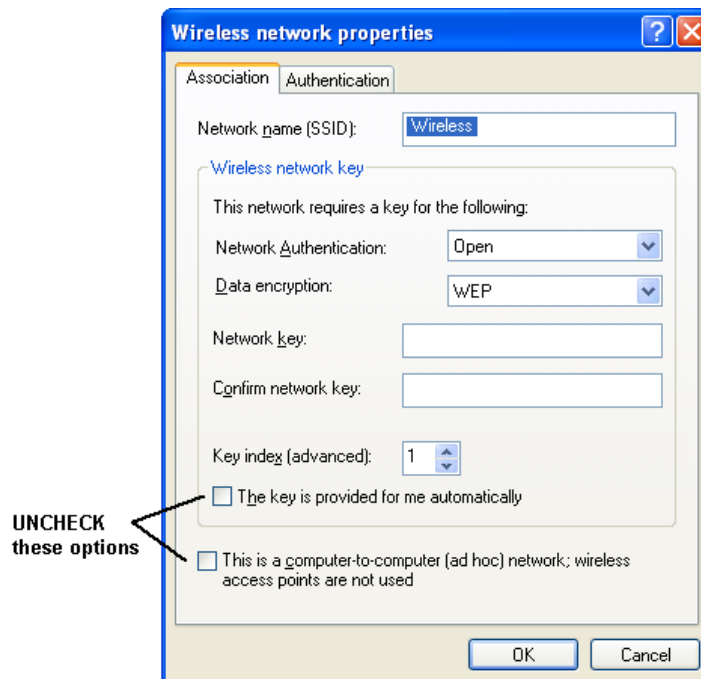 Wireless network properties
Association
Authentication
Network name (SSID):
Wireless
Wireless network key
This network requires a key for the following:
Network Authentication:
Open
Data encryption:
WEP
Network key:
Confirm network key:
Key index (advanced):
1
The key is provided for me automatically
UNCHECK
these options
This is a computer-to-computer (ad hoc) network; wireless
access points are not used
OK
Cancel